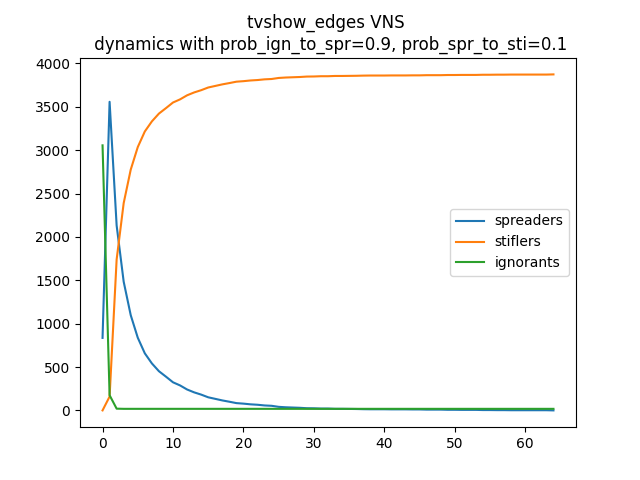 tvshow_edges VNS
dynamics with prob_ign_to_spr=0.9, prob_spr_to_sti=0.1
4000
3500
3000
2500
2000
1500
1000
500
0
spreaders
stiflers
ignorants
0 10 20 30 40 50 60